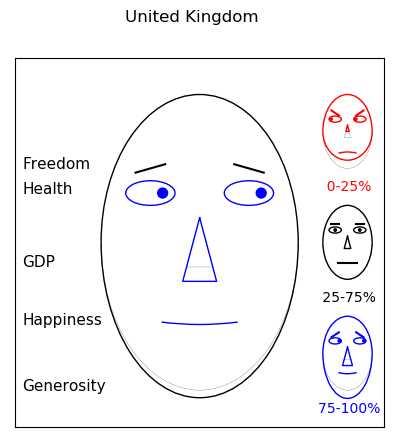 United Kingdom
Freedom
Health
GDP
Happiness
Generosity
0-25%
25-75%
75-100%